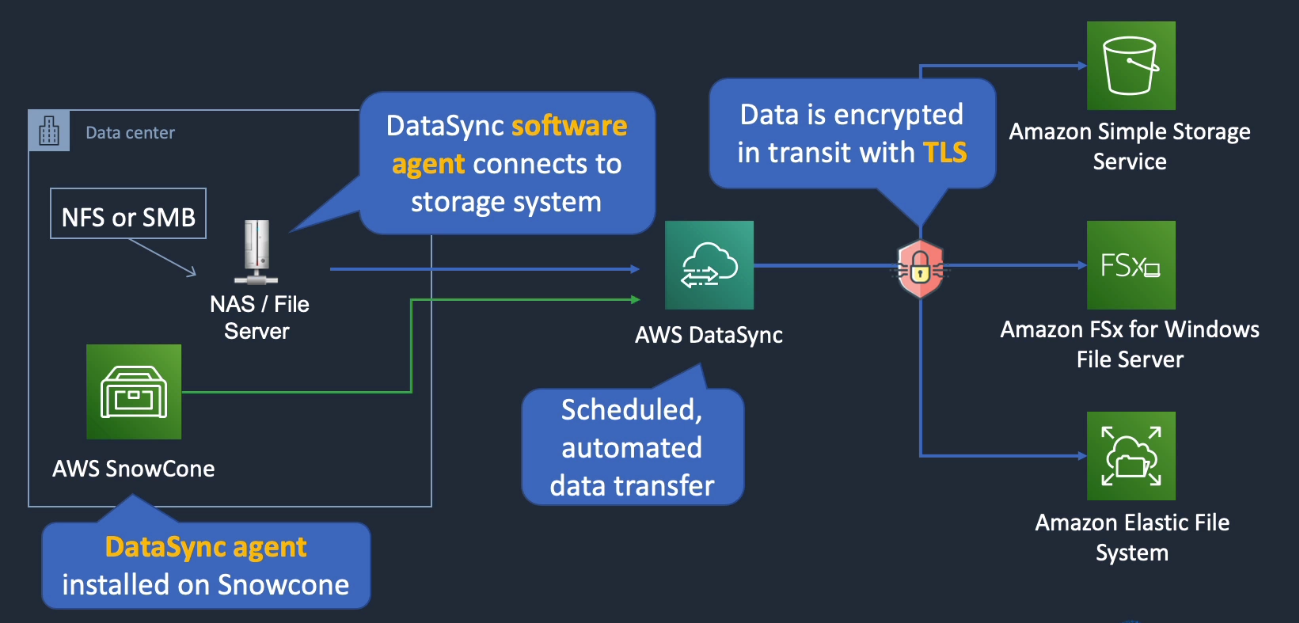 Data center
NFS or SMB
NAS / File
Server
AWS SnowCone
DataSync agent
installed on Snowcone
DataSync software
agent connects to
storage system
AWS DataSync
Scheduled,
automated
data transfer
Data is encrypted
in transit with TLS
Amazon Simple Storage
Service
FSx
Amazon FSx for Windows
File Server
Amazon Elastic File
System